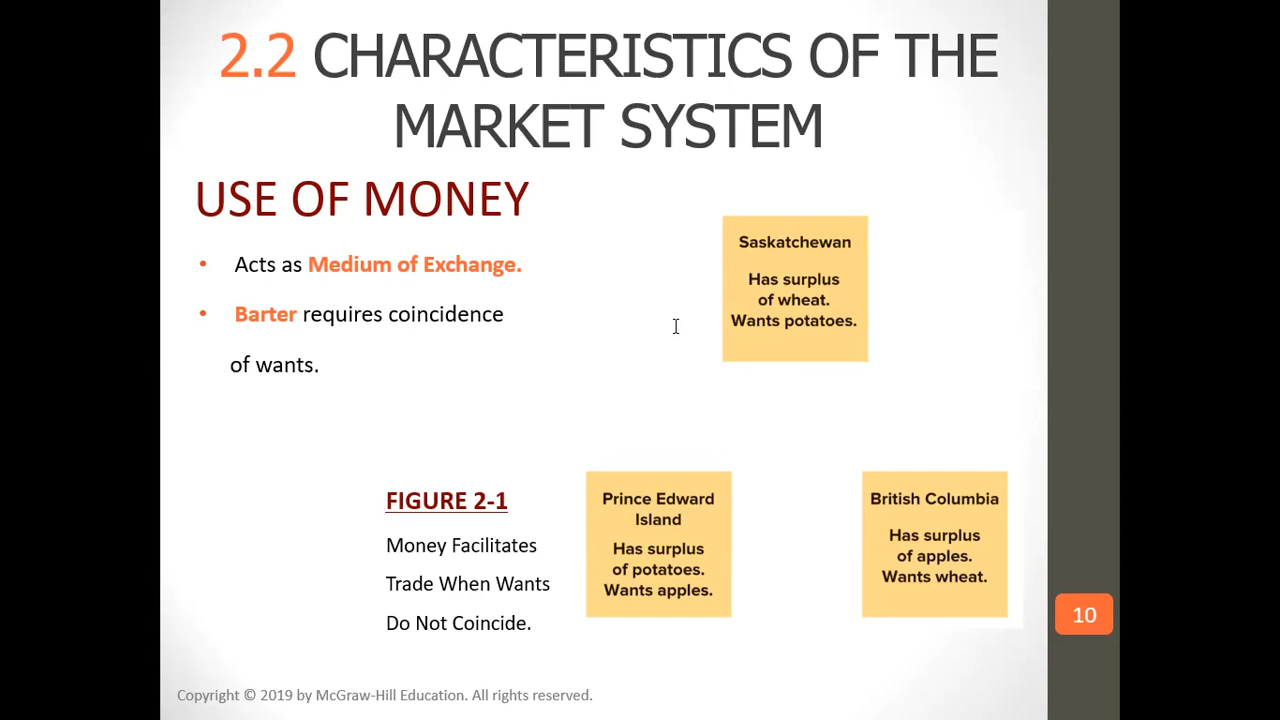 2.2 CHARACTERISTICS OF THE
MARKET SYSTEM
USE OF MONEY
• Acts as Medium of Exchange.
• Barter requires coincidence
of wants.
Saskatchewan
Has surplus
of wheat.
Wants potatoes.
FIGURE 2-1
Money Facilitates
Trade When Wants
Do Not Coincide.
Prince Edward
Island
Has surplus
of potatoes.
Wants apples.
British Columbia
Has surplus
of apples.
Wants wheat.
10
Copyright © 2019 by McGraw-Hill Education. All rights reserved.